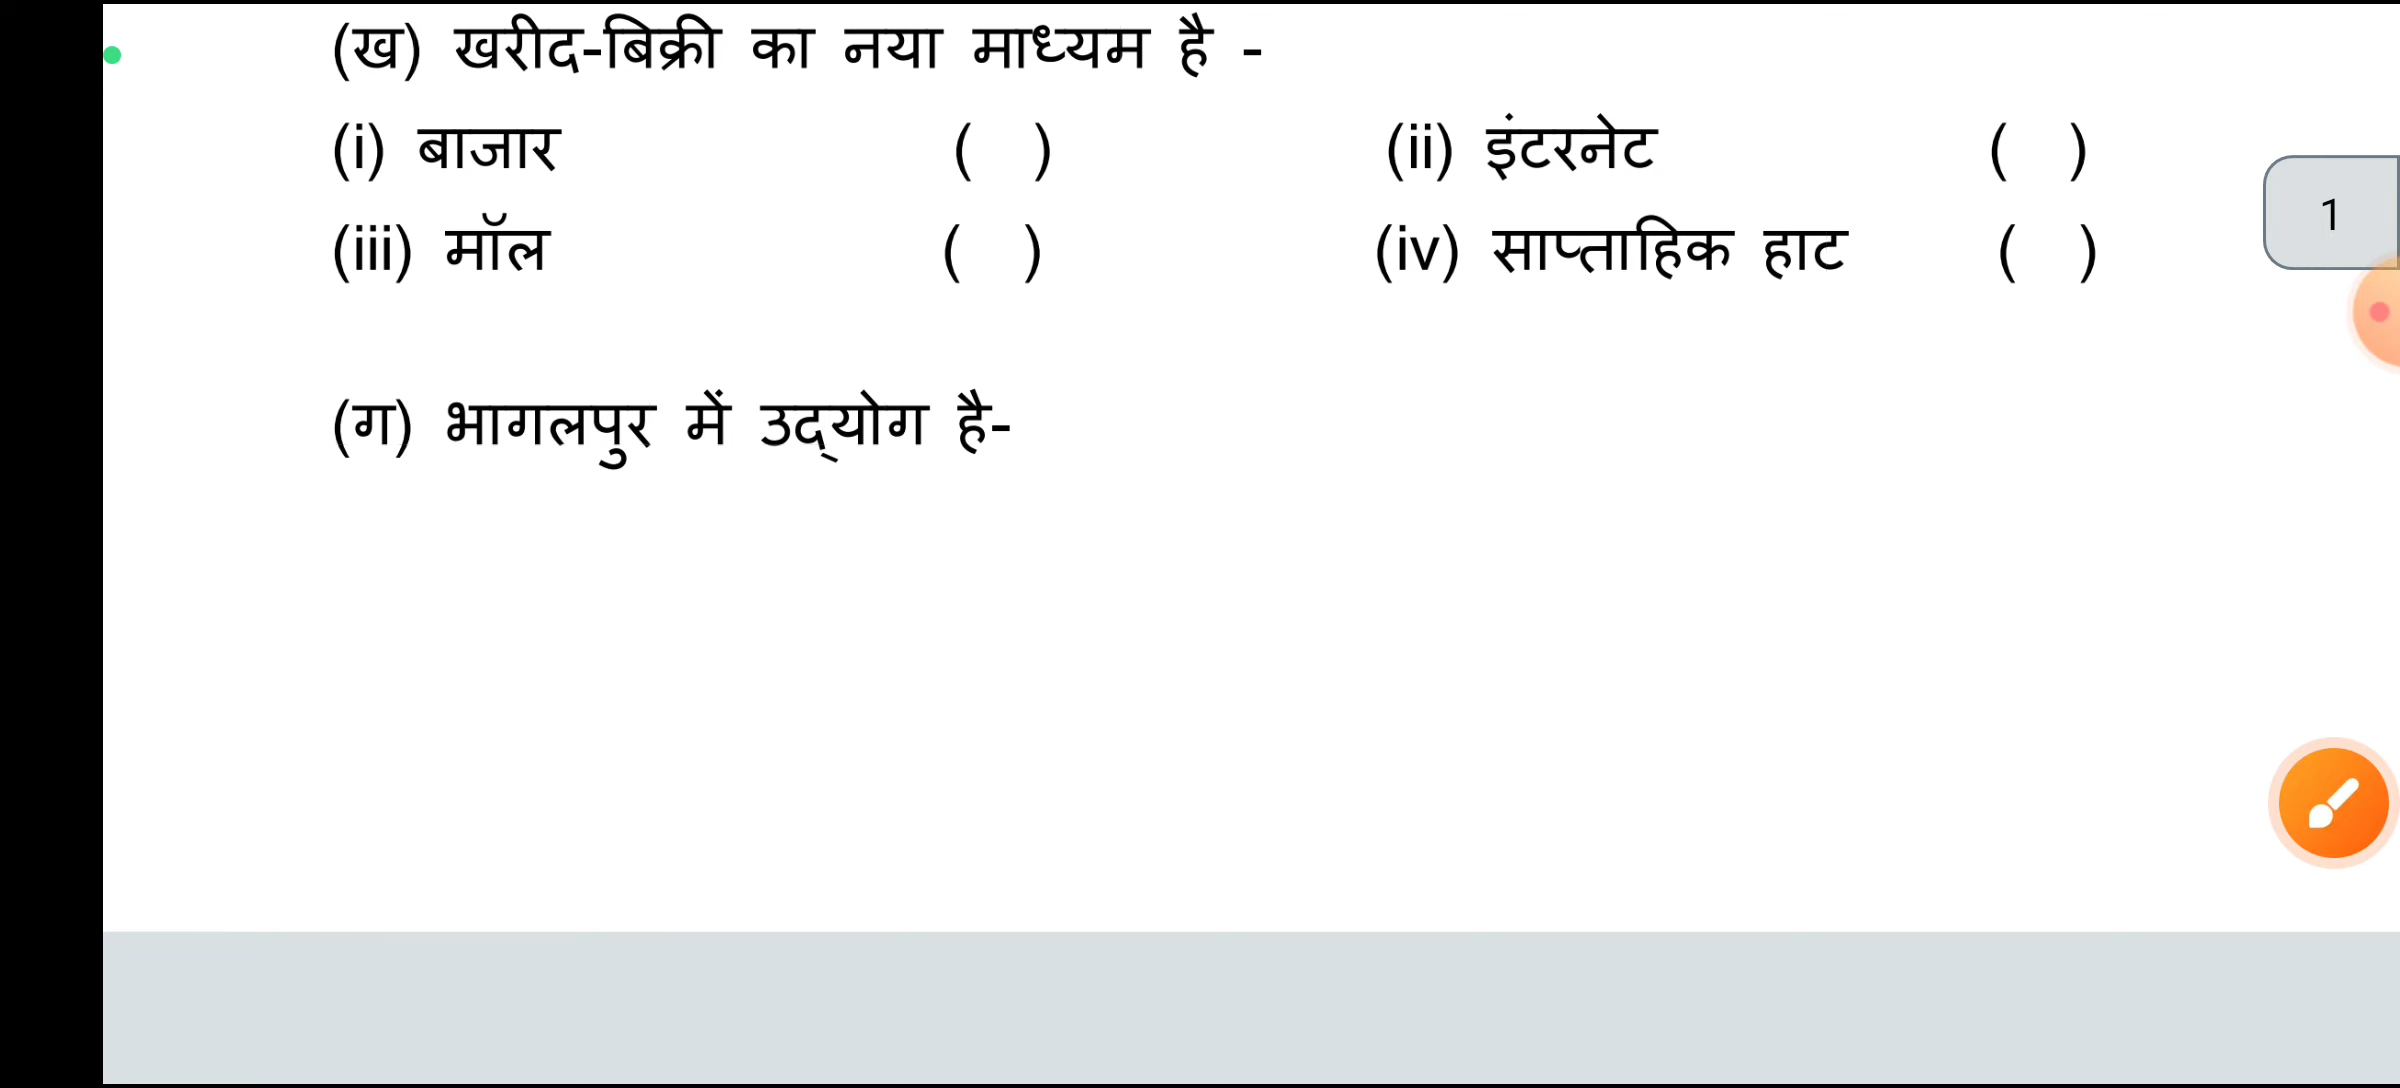 (ख) खरीद-बिक्री का नया माध्यम है -
(i) बाजार ( ) (ii) इंटरनेट ( )
(iii) मॉल ( ) (iv) साप्ताहिक हाट ( )
1
(ग) भागलपुर में उद्‌योग है-